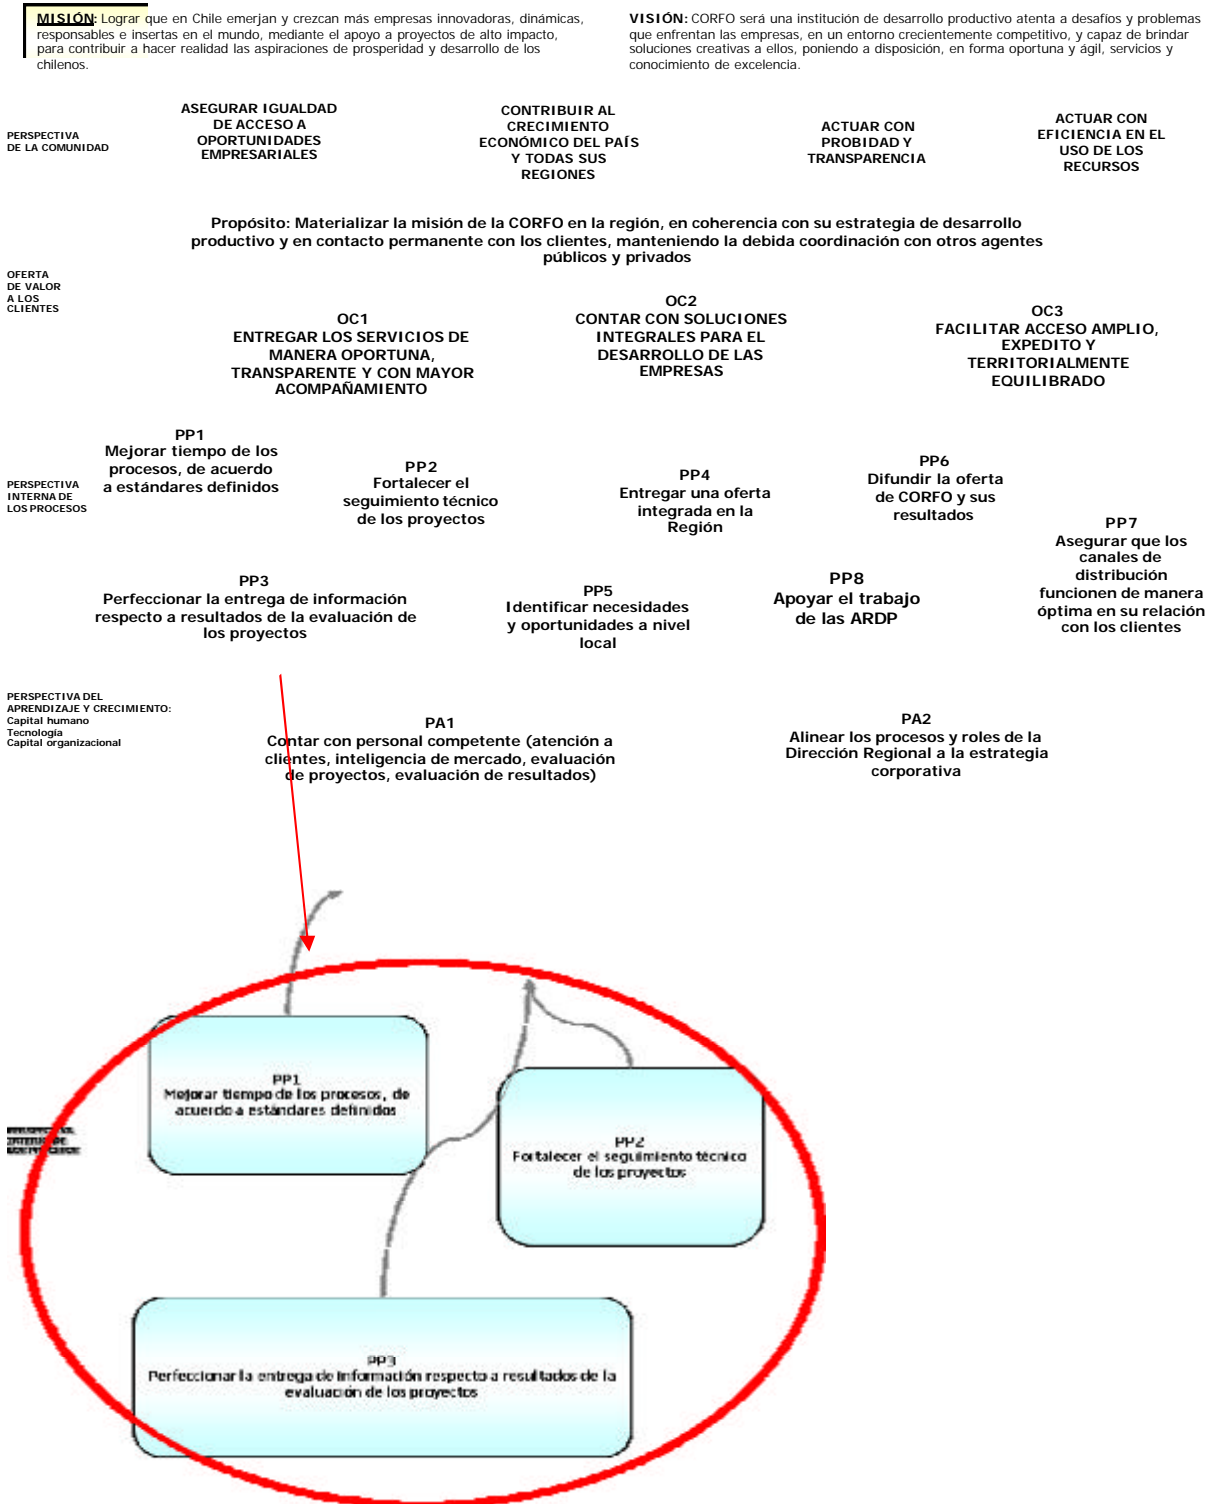 MISIÓN: Lograr que en Chile emerjan y crezcan más empresas innovadoras, dinámicas,
responsables e insertas en el mundo, mediante el apoyo a proyectos de alto impacto,
para contribuir a hacer realidad las aspiraciones de prosperidad y desarrollo de los
chilenos.
VISIÓN: CORFO será una institución de desarrollo productivo atenta a desafíos y problemas
que enfrentan las empresas, en un entorno crecientemente competitivo, y capaz de brindar
soluciones creativas a ellos, poniendo a disposición, en forma oportuna y ágil, servicios y
conocimiento de excelencia.
PERSPECTIVA
DE LA COMUNIDAD
ASEGURAR IGUALDAD
DE ACCESO A
OPORTUNIDADES
EMPRESARIALES
CONTRIBUIR AL
CRECIMIENTO
ECONÓMICO DEL PAÍS
Y TODAS SUS
REGIONES
ACTUAR CON
PROBIDAD Y
TRANSPARENCIA
ACTUAR CON
EFICIENCIA EN EL
USO DE LOS
RECURSOS
Propósito: Materializar la misión de la CORFO en la región, en coherencia con su estrategia de desarrollo
productivo y en contacto permanente con los clientes, manteniendo la debida coordinación con otros agentes
públicos y privados
OFERTA
DE VALOR
A LOS
CLIENTES
OC1
ENTREGAR LOS SERVICIOS DE
MANERA OPORTUNA,
TRANSPARENTE Y CON MAYOR
ACOMPAÑAMIENTO
OC2
CONTAR CON SOLUCIONES
INTEGRALES PARA EL
DESARROLLO DE LAS
EMPRESAS
OC3
FACILITAR ACCESO AMPLIO,
EXPEDITO Y
TERRITORIALMENTE
EQUILIBRADO
PERSPECTIVA
INTERNA DE
LOS PROCESOS
PP1
Mejorar tiempo de los
procesos, de acuerdo
a estándares definidos
PP2
Fortalecer el
seguimiento técnico
de los proyectos
PP4
Entregar una oferta
integrada en la
Región
PP6
Difundir la oferta
de CORFO y sus
resultados
PP7
Asegurar que los
canales de
distribución
funcionen de manera
óptima en su relación
con los clientes
PP3
Perfeccionar la entrega de información
respecto a resultados de la evaluación de
los proyectos
PP5
Identificar necesidades
y oportunidades a nivel
local
PP8
Apoyar el trabajo
de las ARDP
PERSPECTIVA DEL
APRENDIZAJE Y CRECIMIENTO:
Capital humano
Tecnología
Capital organizacional
PA1
Contar con personal competente (atención a
clientes, inteligencia de mercado, evaluación
de proyectos, evaluación de resultados)
PA2
Alinear los procesos y roles de la
Dirección Regional a la estrategia
corporativa
PP1
Mejorar tiempo de los procesos, de
acuerdo a estándares definidos
PP2
Fortalecer el seguimiento técnico
de los proyectos
PP3
Perfeccionar la entrega de información respecto a resultados de la
evaluación de los proyectos